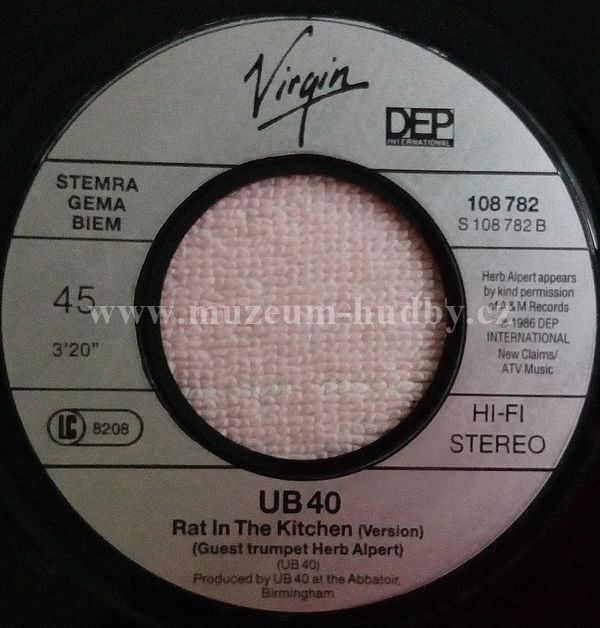 Virgin
DEP
INTERNATIONAL
STEMRA
GEMA
BIEM
108 782
S 108 782 B
45
3'20"
Herb Alpert appears
by kind permission
of A & M Records
℗ 1986 DEP
INTERNATIONAL
New Claims/
ATV Music
www.muzeum-hudby.cz
LC 8208
HI-FI
STEREO
UB 40
Rat In The Kitchen (Version)
(Guest trumpet Herb Alpert)
(UB 40)
Produced by UB 40 at the Abbatoir,
Birmingham